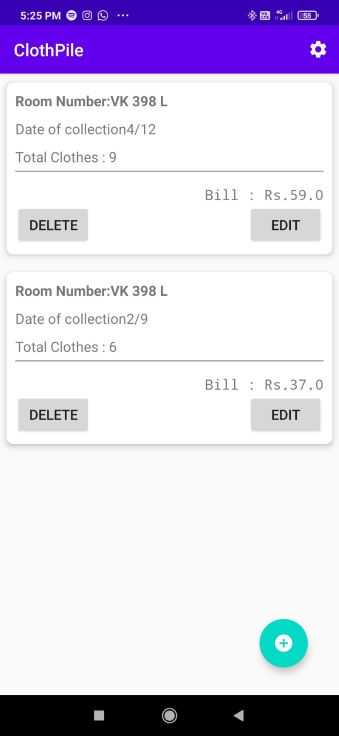 5:25 PM 4G 58
ClothPile
Room Number:VK 398 L
Date of collection4/12
Total Clothes : 9
Bill : Rs.59.0
DELETE EDIT
Room Number:VK 398 L
Date of collection2/9
Total Clothes : 6
Bill : Rs.37.0
DELETE EDIT